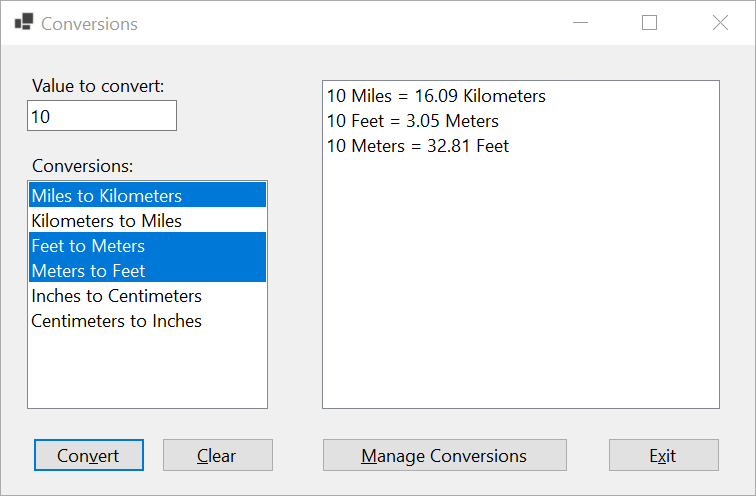 Conversions
Value to convert:
10
Conversions:
Miles to Kilometers
Kilometers to Miles
Feet to Meters
Meters to Feet
Inches to Centimeters
Centimeters to Inches
10 Miles = 16.09 Kilometers
10 Feet = 3.05 Meters
10 Meters = 32.81 Feet
Convert
Clear
Manage Conversions
Exit